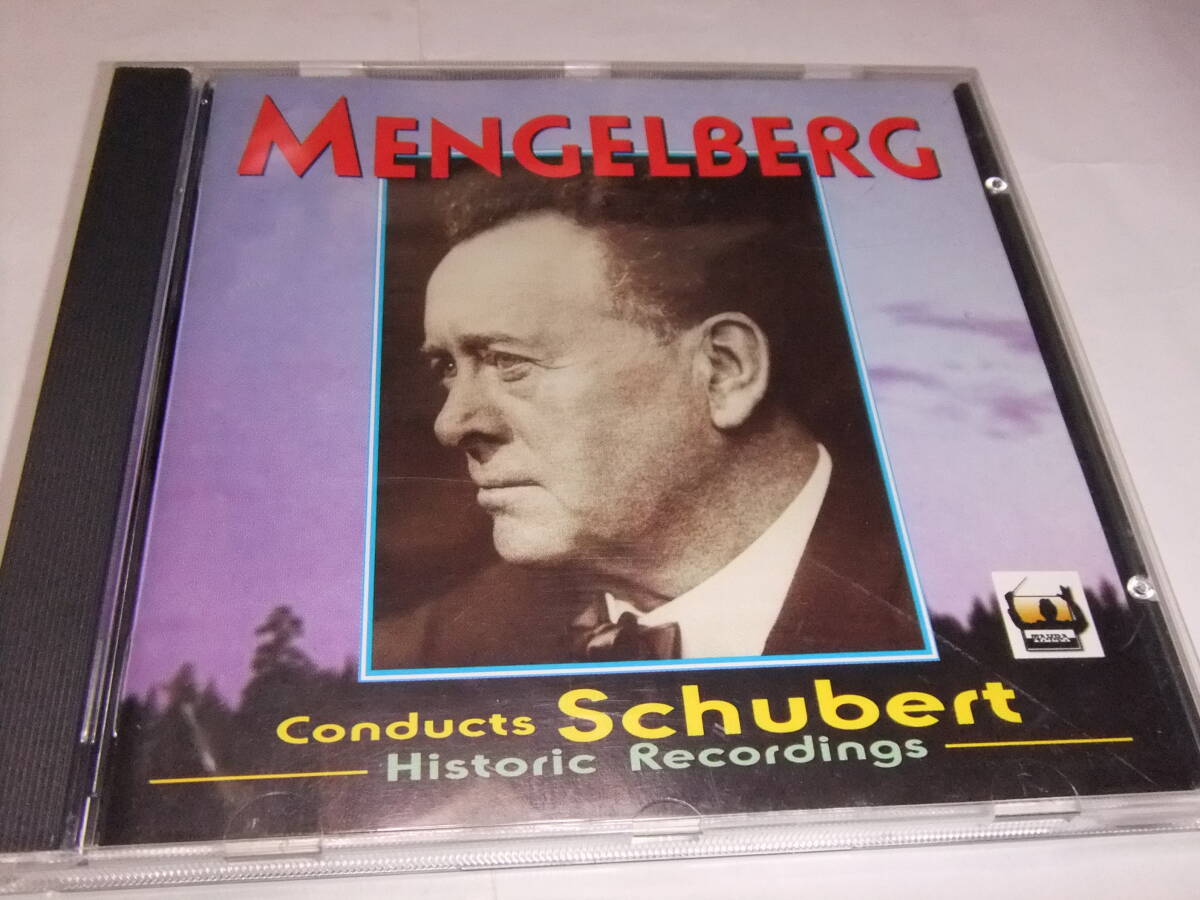 MENGELBERG
Conducts Schubert
Historic Recordings